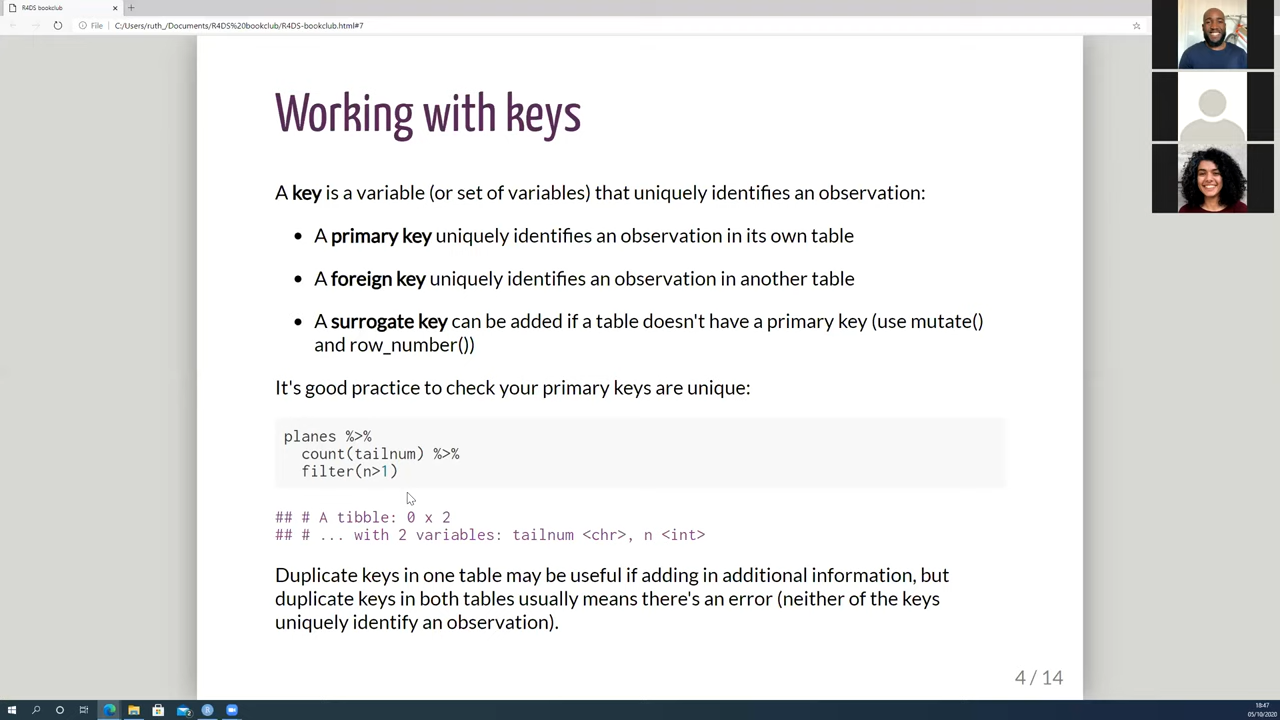 R4DS bookclub
File
C:/Users/ruth_/Documents/R4DS%20bookclub/R4DS-bookclub.html#7
Working with keys
A key is a variable (or set of variables) that uniquely identifies an observation:
• A primary key uniquely identifies an observation in its own table
• A foreign key uniquely identifies an observation in another table
• A surrogate key can be added if a table doesn't have a primary key (use mutate()
and row_number())
It's good practice to check your primary keys are unique:
planes %>%
count(tailnum) %>%
filter(n>1)
## # A tibble: 0 x 2
## # ... with 2 variables: tailnum <chr>, n <int>
Duplicate keys in one table may be useful if adding in additional information, but
duplicate keys in both tables usually means there's an error (neither of the keys
uniquely identify an observation).
4 / 14
18:47
05/10/2020